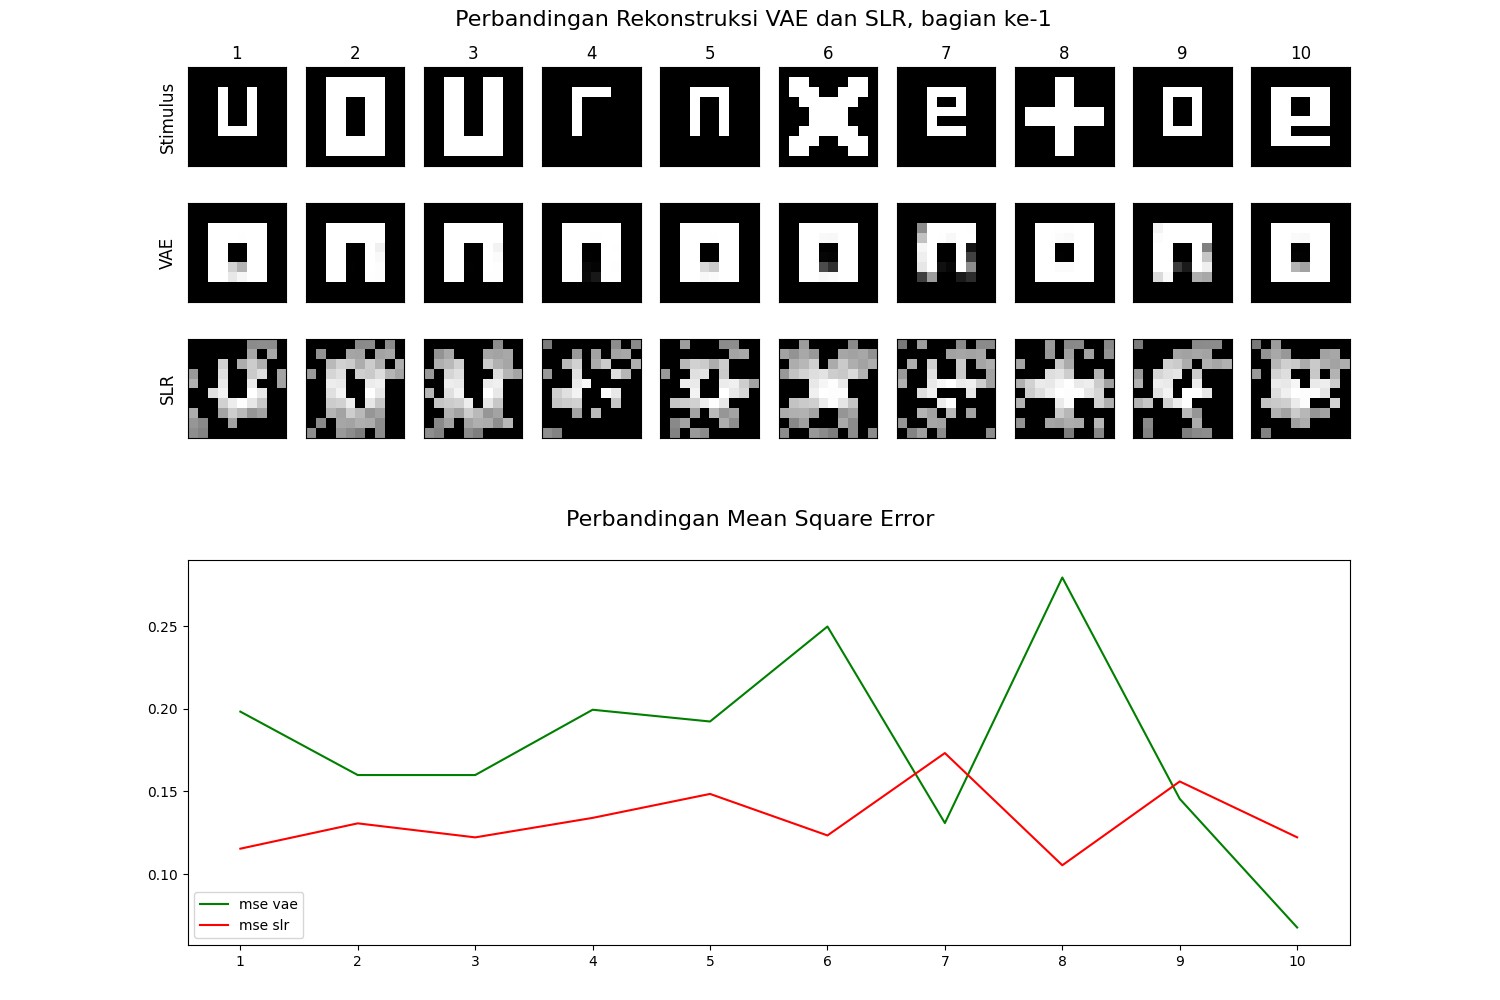 Perbandingan Rekonstruksi VAE dan SLR, bagian ke-1
1 2 3 4 5 6 7 8 9 10
Stimulus
VAE
SLR
Perbandingan Mean Square Error
0.25
0.20
0.15
0.10
mse vae
mse slr
1 2 3 4 5 6 7 8 9 10